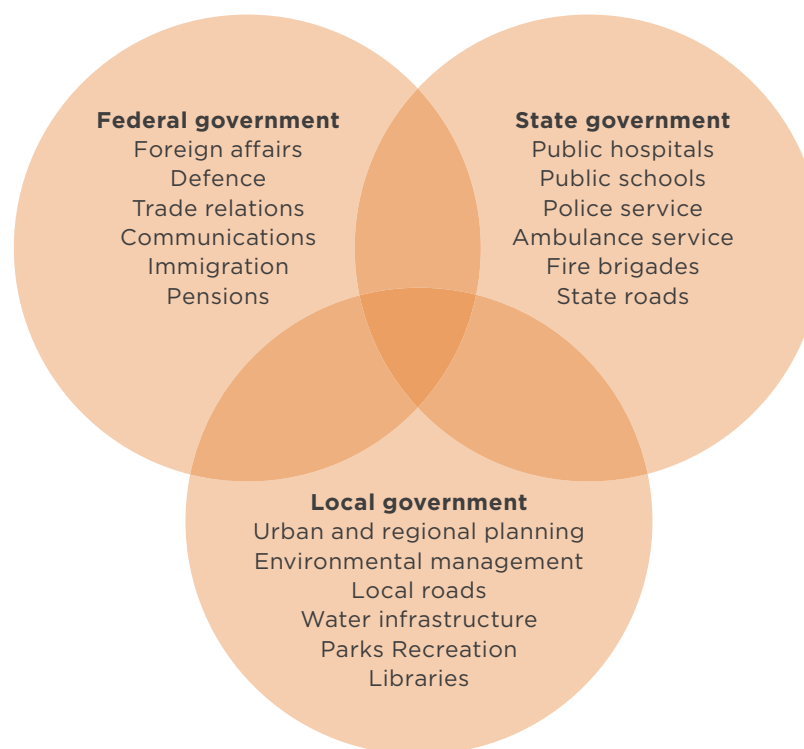 Federal government
Foreign affairs
Defence
Trade relations
Communications
Immigration
Pensions
State government
Public hospitals
Public schools
Police service
Ambulance service
Fire brigades
State roads
Local government
Urban and regional planning
Environmental management
Local roads
Water infrastructure
Parks Recreation
Libraries